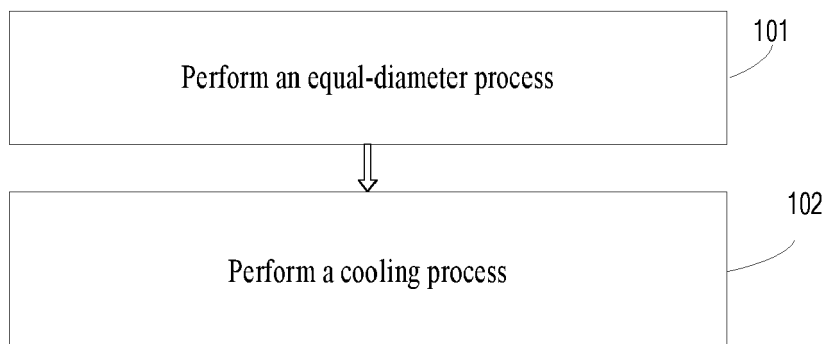 Perform an equal-diameter process
101
Perform a cooling process
102